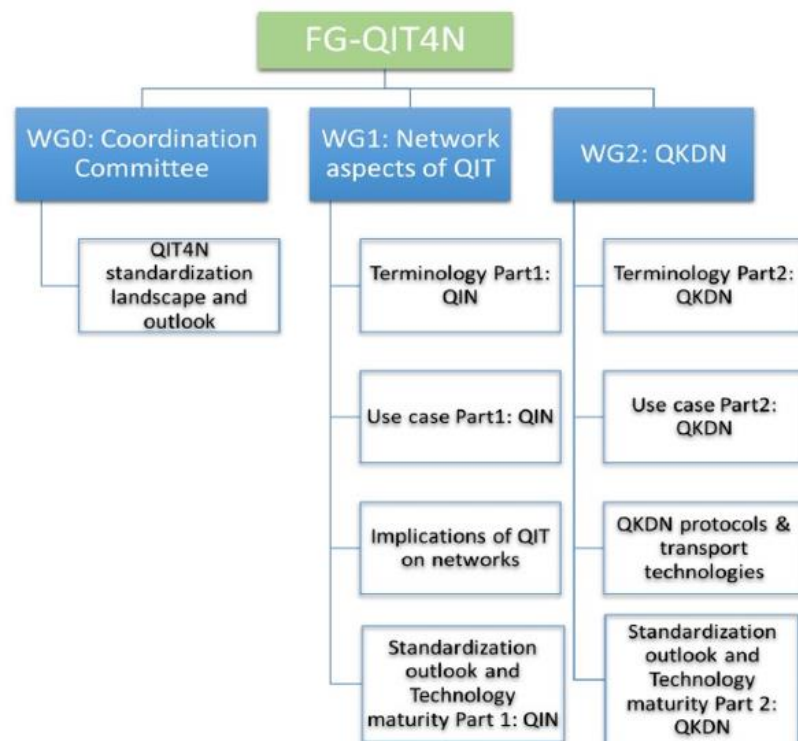 FG-QIT4N
WG0: Coordination
Committee
QIT4N
standardization
landscape and
outlook
WG1: Network
aspects of QIT
Terminology Part1:
QIN
Use case Part1: QIN
Implications of QIT
on networks
Standardization
outlook and
Technology
maturity Part 1: QIN
WG2: QKDN
Terminology Part2:
QKDN
Use case Part2:
QKDN
QKDN protocols &
transport
technologies
Standardization
outlook and
Technology
maturity Part 2:
QKDN